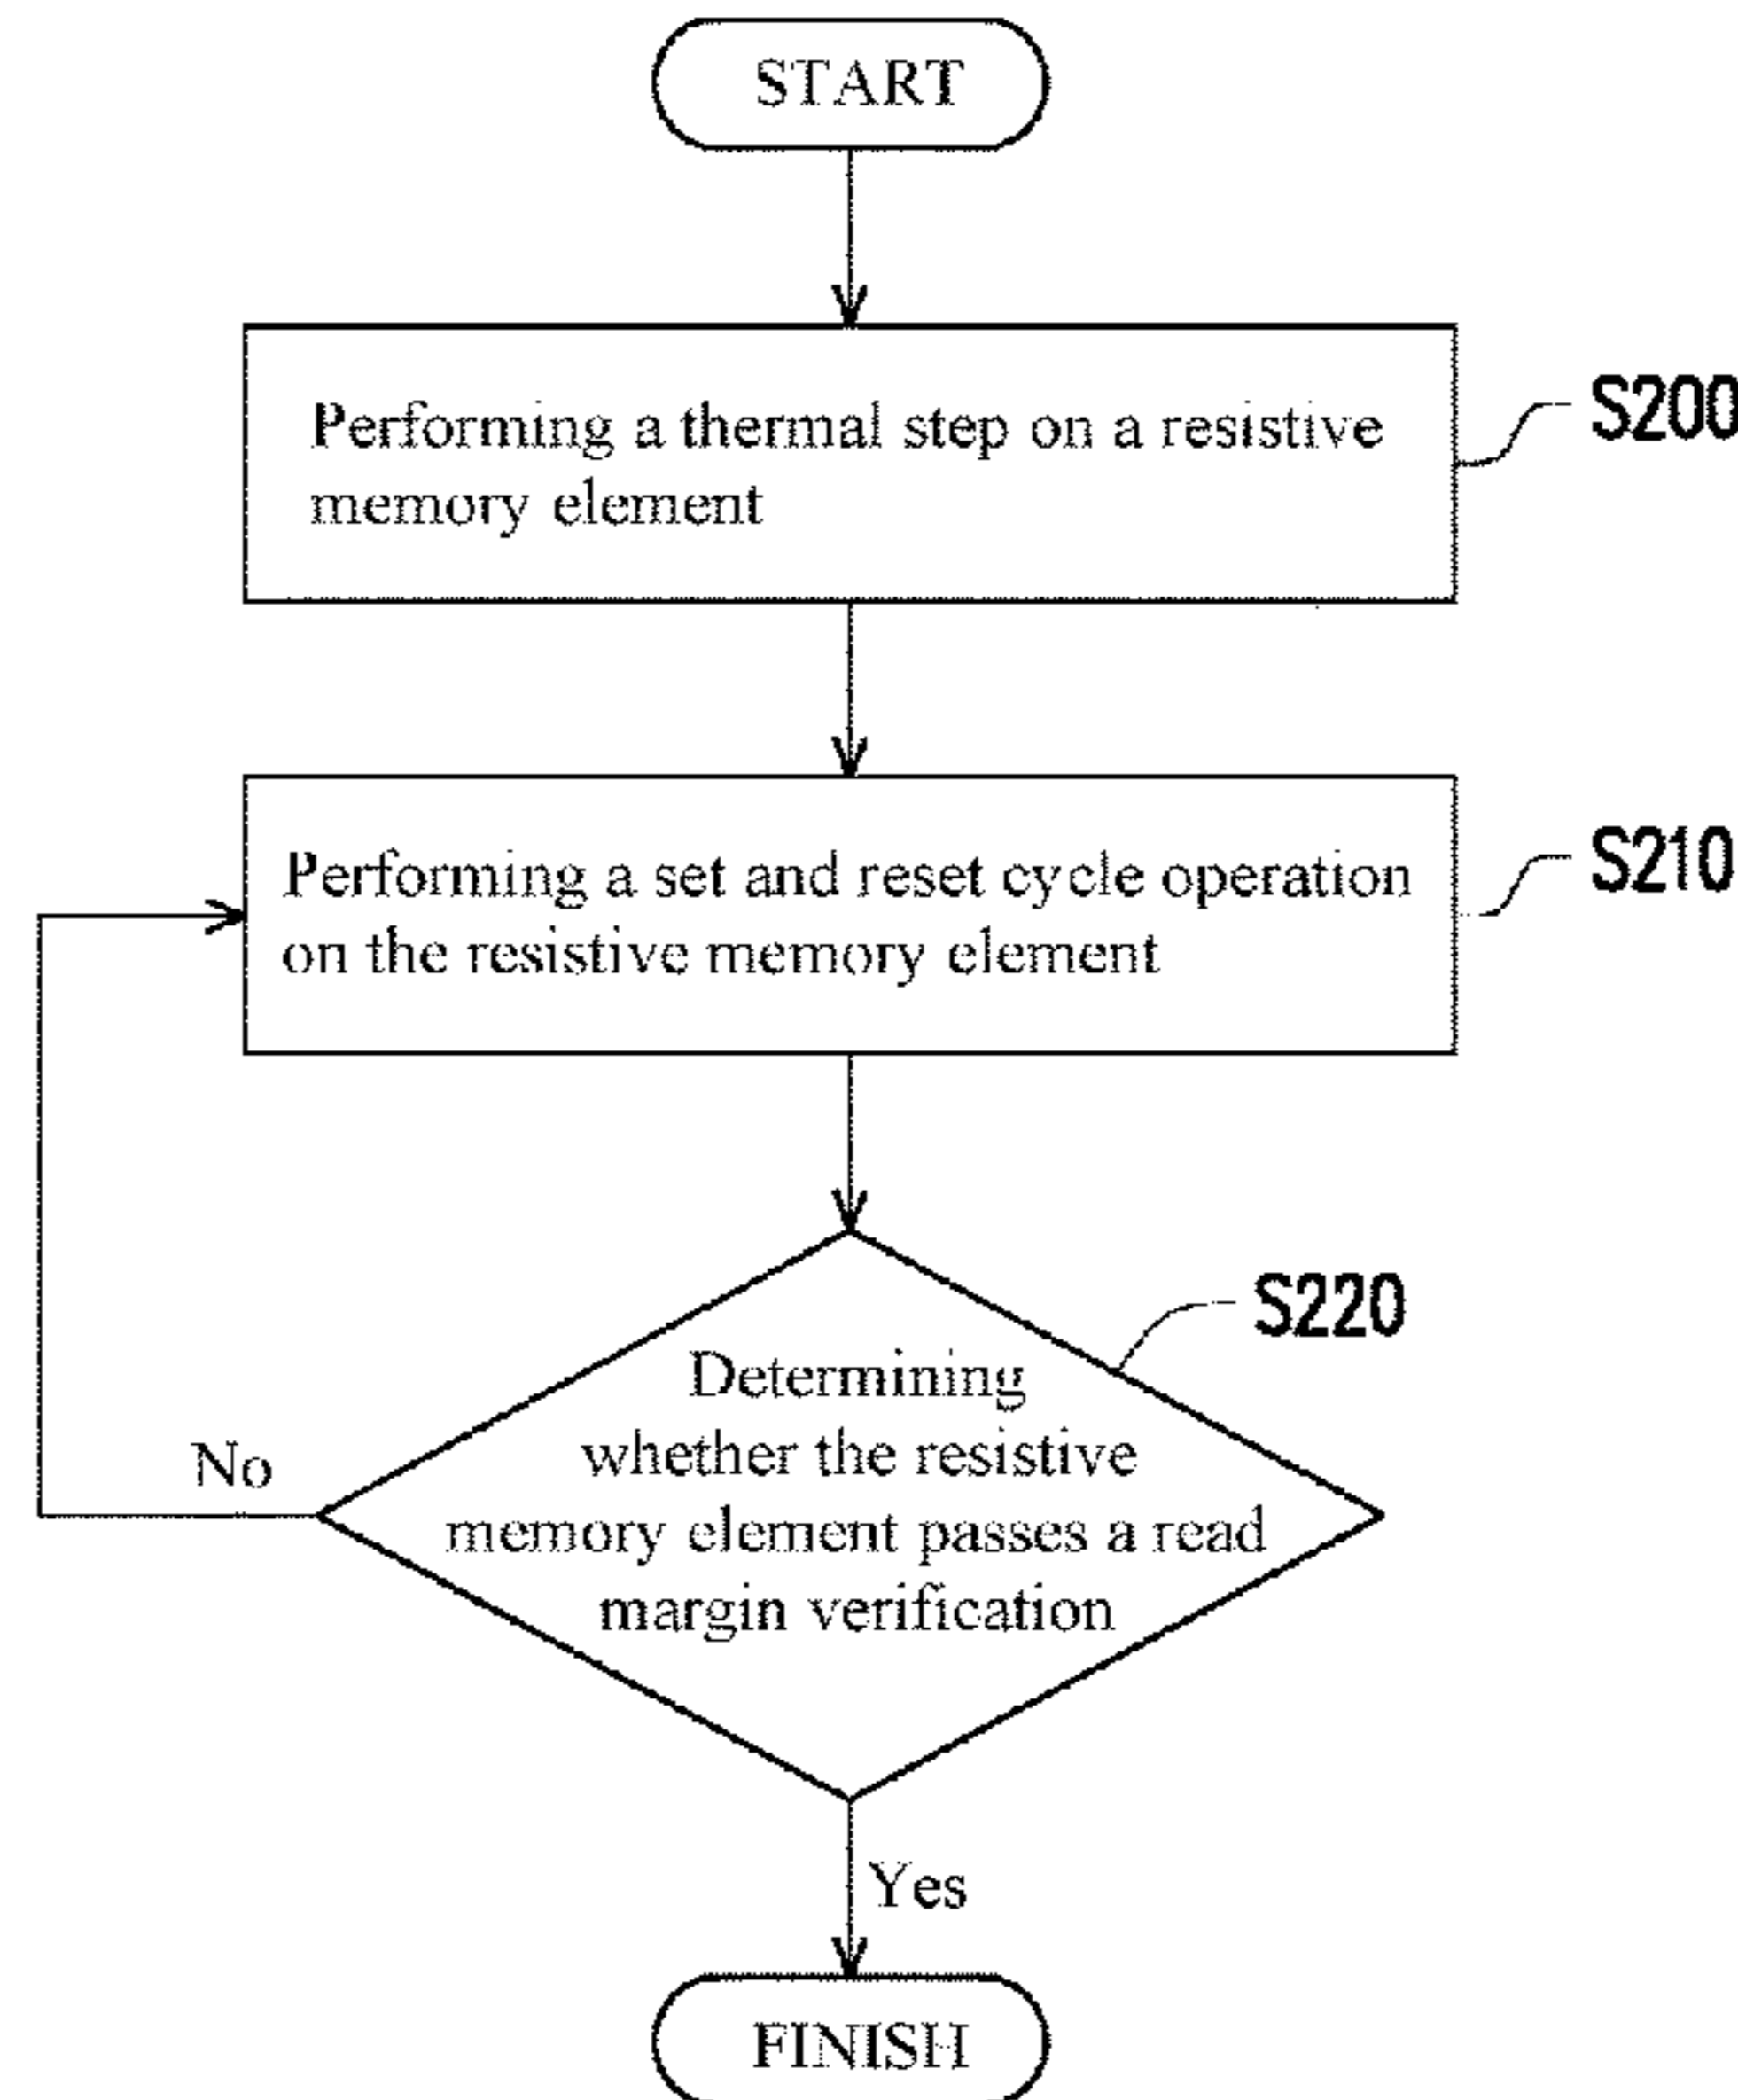 START
Performing a thermal step on a resistive
memory element
S200
Performing a set and reset cycle operation
on the resistive memory element
S210
S220
Determining
whether the resistive
memory element passes a read
margin verification
No
Yes
FINISH